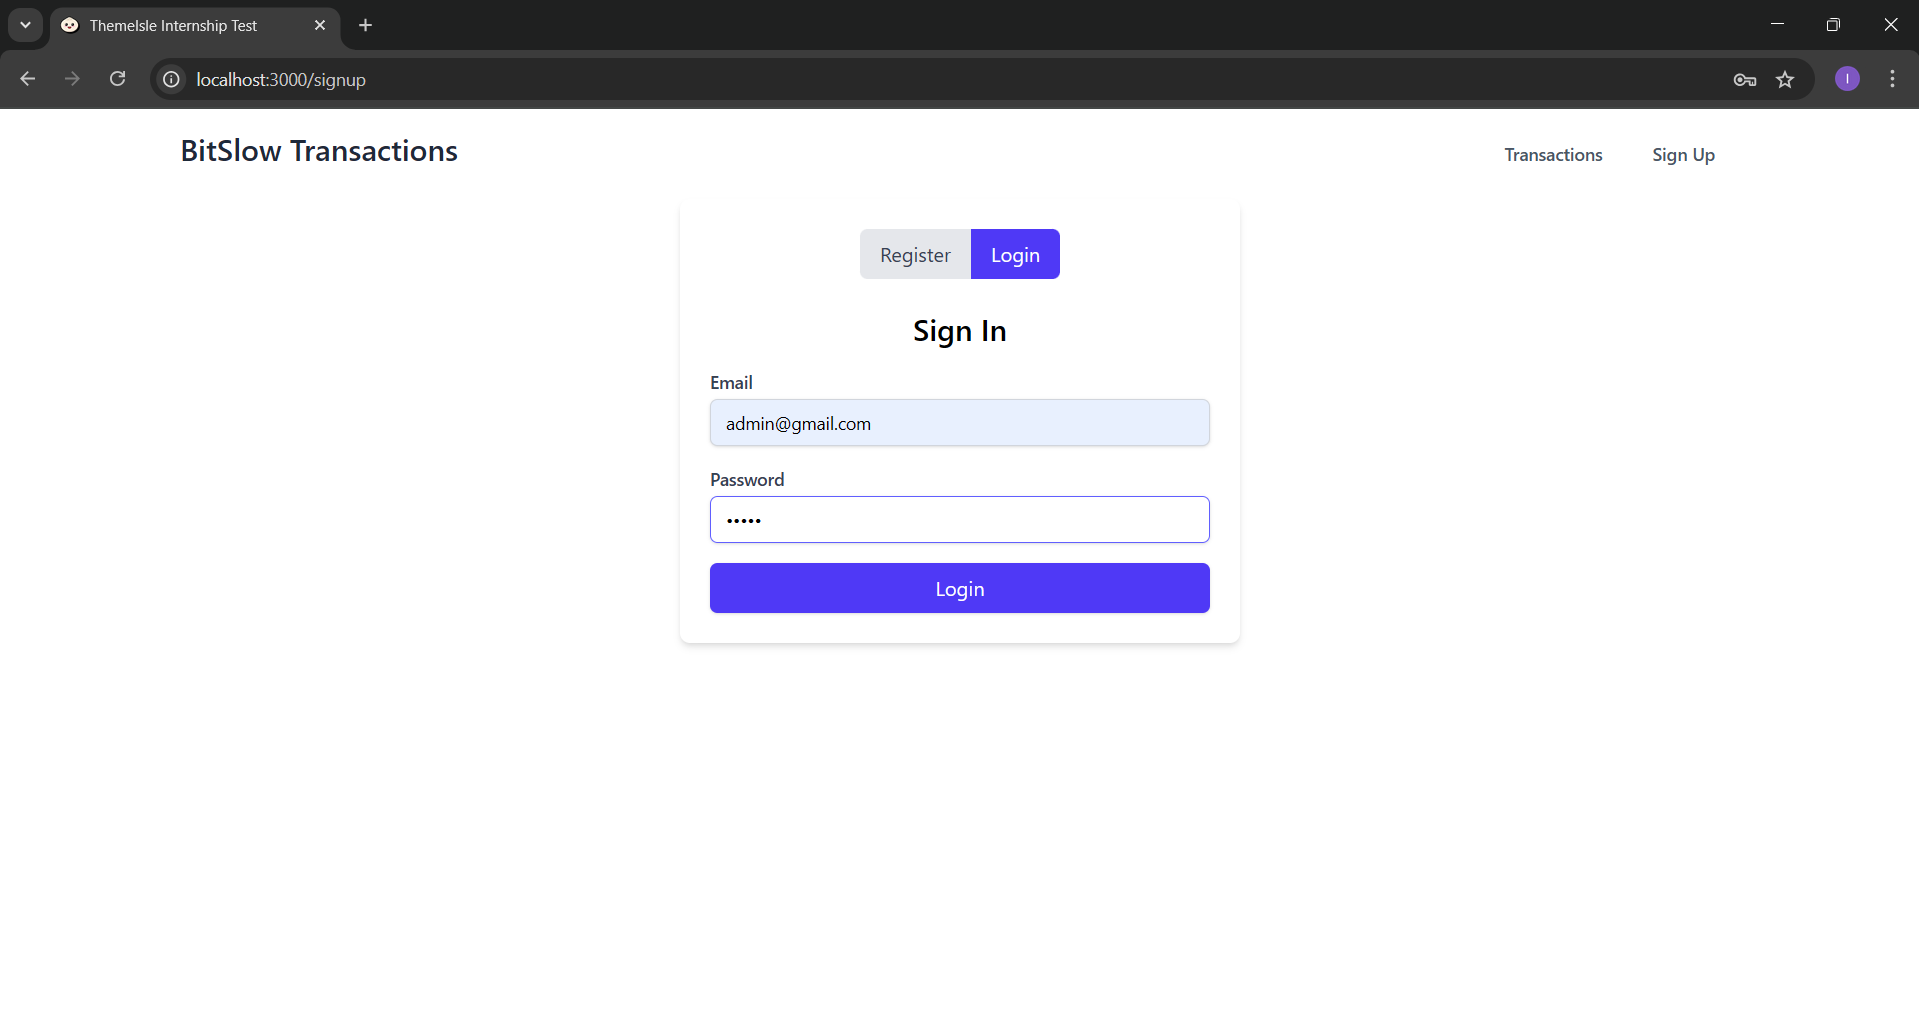 ThemeIsle Internship Test
localhost:3000/signup
I
BitSlow Transactions
Transactions
Sign Up
Register
Login
Sign In
Email
admin@gmail.com
Password
•••••
Login